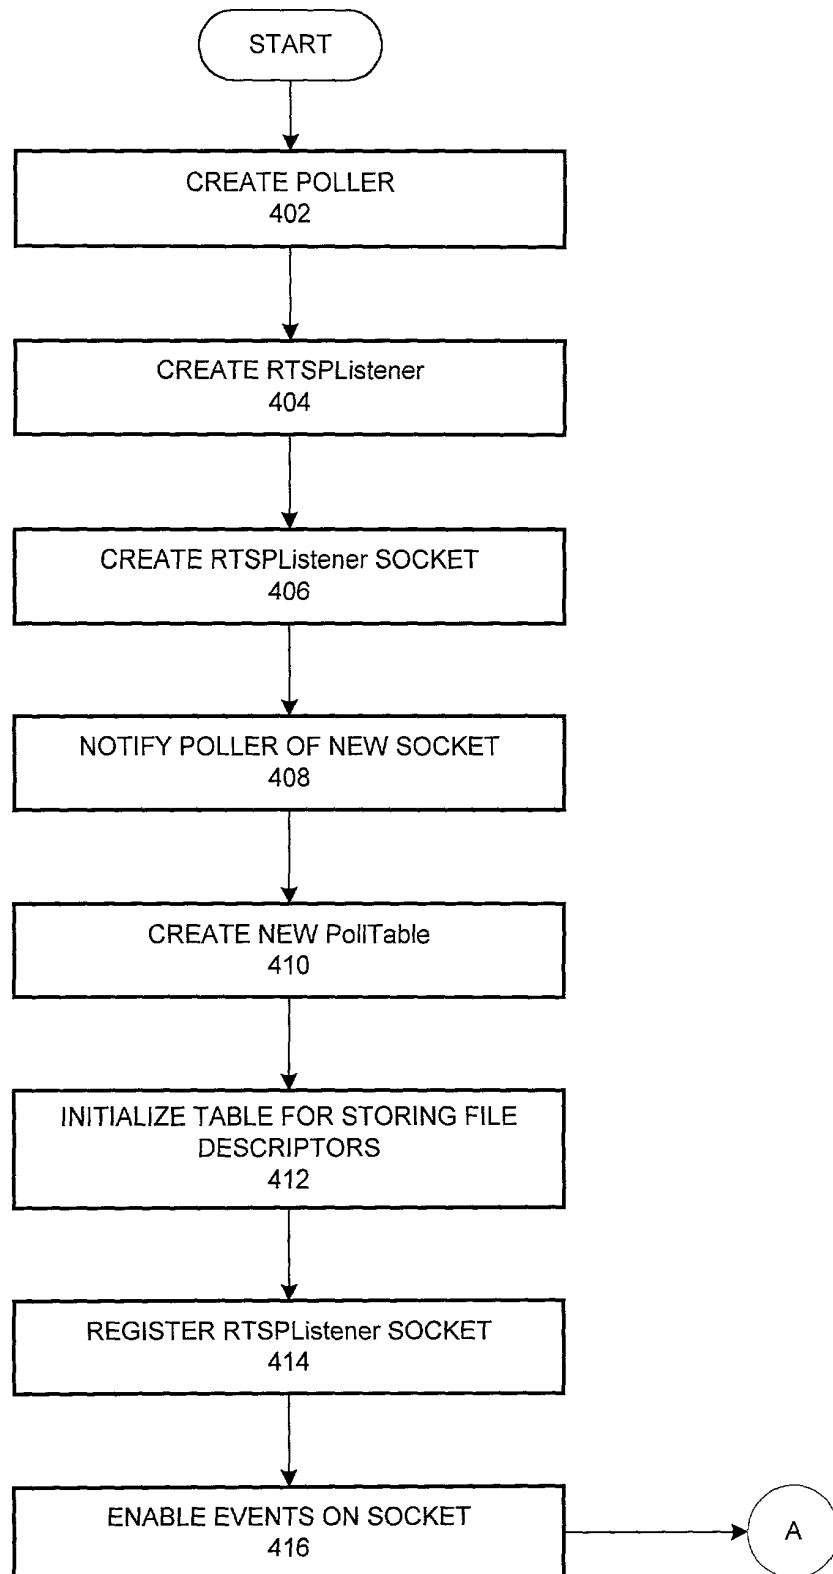 START
CREATE POLLER
402
CREATE RTSPListener
404
CREATE RTSPListener SOCKET
406
NOTIFY POLLER OF NEW SOCKET
408
CREATE NEW PollTable
410
INITIALIZE TABLE FOR STORING FILE
DESCRIPTORS
412
REGISTER RTSPListener SOCKET
414
ENABLE EVENTS ON SOCKET
416
A